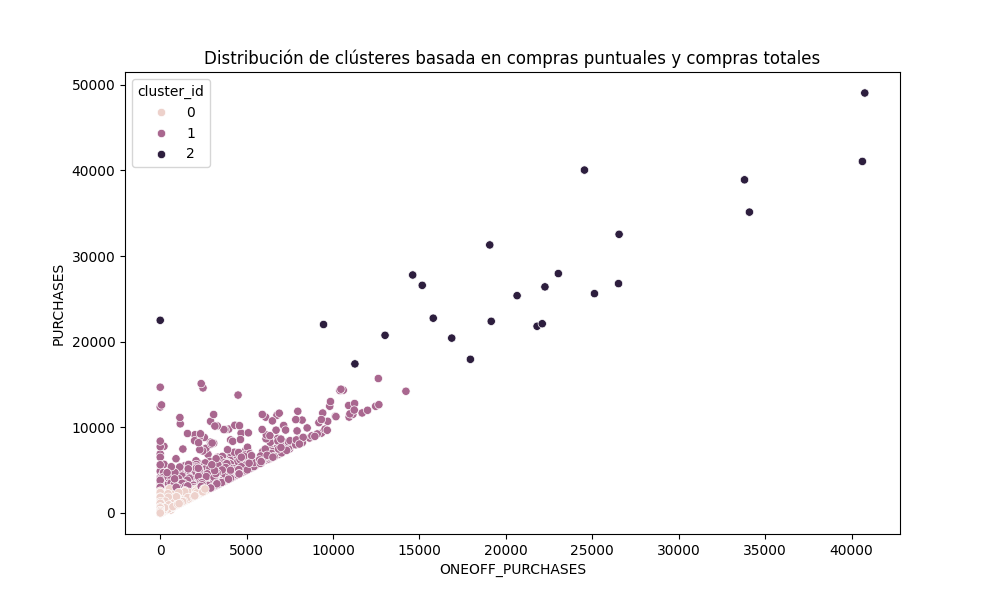 Distribución de clústeres basada en compras puntuales y compras totales
cluster_id
0
1
2
50000
40000
30000
20000
10000
0
PURCHASES
0 5000 10000 15000 20000 25000 30000 35000 40000
ONEOFF_PURCHASES